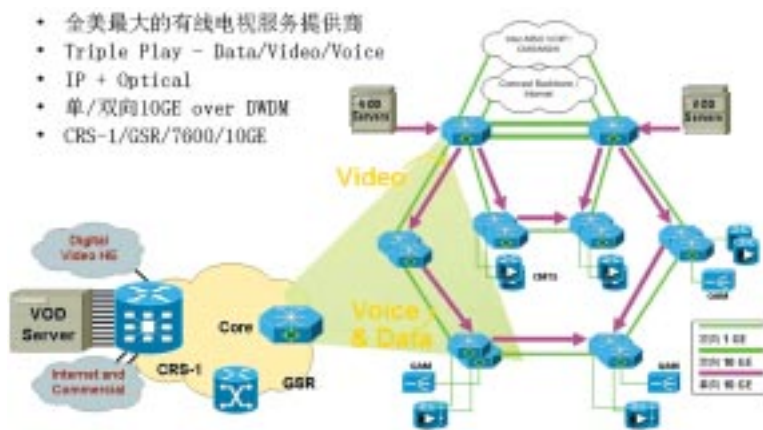 • 全美最大的有线电视服务提供商
• Triple Play - Data/Video/Voice
• IP + Optical
• 单/双向10GE over DWDM
• CRS-1/GSR/7600/10GE
Comcast Backbone /
Internet
VOD
Servers
VOD
Servers
Video
Digital
Video HE
VOD
Server
Core
Voice
& Data
CMTS
QAM
Internet and
Commercial
CRS-1
GSR
QAM
QAM
双向 1 GE
双向 10 GE
单向 10 GE